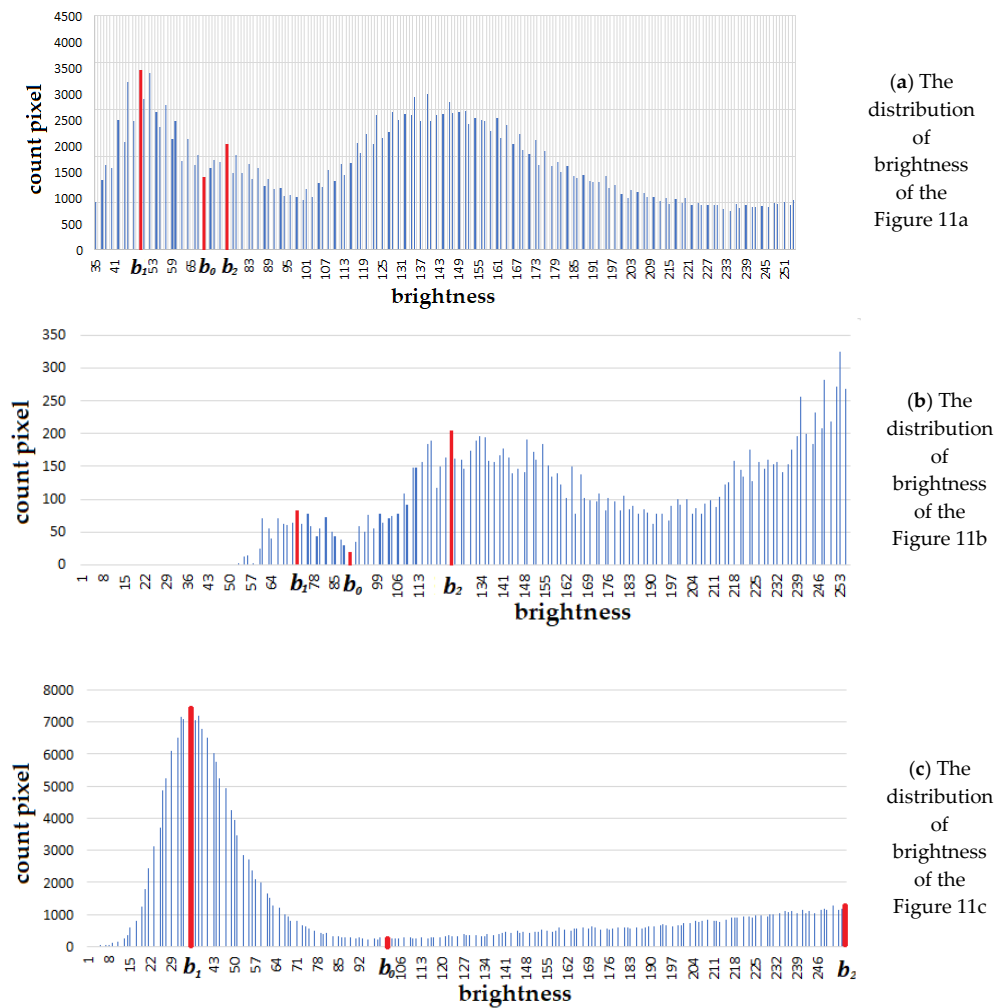 4500
4000
3500
3000
2500
2000
1500
1000
500
0
count pixel
35 41 b₁ 53 59 65 b₀ b₂ 83 89 95 101 107 113 119 125 131 137 143 149 155 161 167 173 179 185 191 197 203 209 215 221 227 233 239 245 251
brightness
(a) The
distribution
of
brightness
of the
Figure 11a
350
300
250
200
150
100
50
0
count pixel
1 8 15 22 29 36 43 50 57 64 b₁ 78 85 b₀ 99 106 113 b₂ 134 141 148 155 162 169 176 183 190 197 204 211 218 225 232 239 246 253
brightness
(b) The
distribution
of
brightness
of the
Figure 11b
8000
7000
6000
5000
4000
3000
2000
1000
0
count pixel
1 8 15 22 29 b₁ 43 50 57 64 71 78 85 92 b₀ 106 113 120 127 134 141 148 155 162 169 176 183 190 197 204 211 218 225 232 239 246 b₂
brightness
(c) The
distribution
of
brightness
of the
Figure 11c